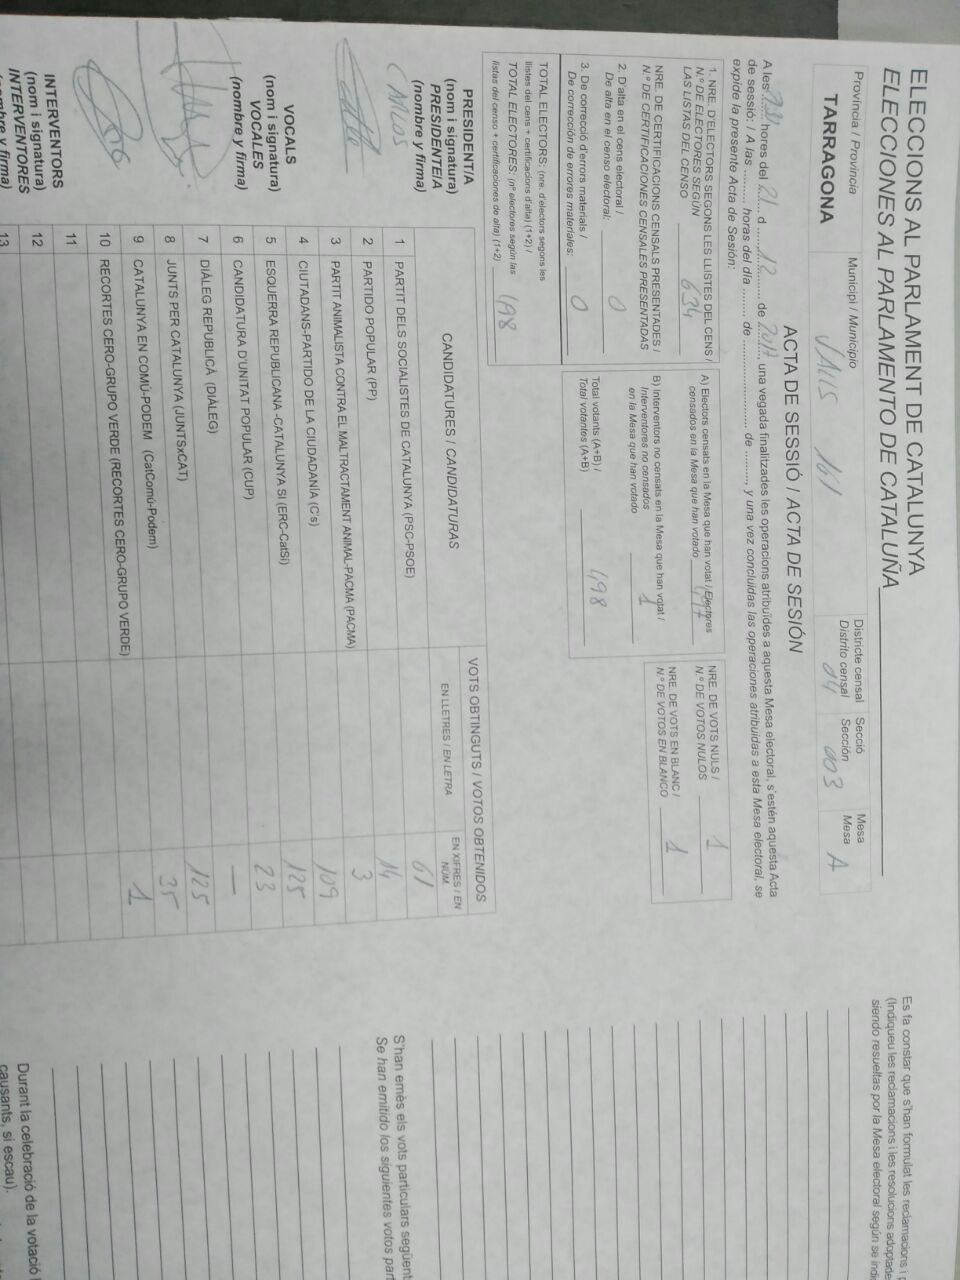 ELECCIONS AL PARLAMENT DE CATALUNYA
ELECCIONES AL PARLAMENTO DE CATALUÑA
Provincia / Provincia
TARRAGONA
Municipi / Municipio
VALLS 161
Districte censal
Distrito censal
04
Secció
Sección
003
Mesa
Mesa
A
ACTA DE SESSIÓ / ACTA DE SESIÓN
A les hores del 21 d 12 de 2017, una vegada finalitzades les operacions atribuïdes a aquesta Mesa electoral, s'estén aquesta Acta
de sessió: / A las ......... horas del día ......... de ......................... de ........., y una vez concluidas las operaciones atribuidas a esta Mesa electoral, se
expide la presente Acta de Sesión:
1. NRE. D'ELECTORS SEGONS LES LLISTES DEL CENS /
N.º DE ELECTORES SEGÚN
LAS LISTAS DEL CENSO 634
NRE. DE CERTIFICACIONS CENSALS PRESENTADES /
N.º DE CERTIFICACIONES CENSALES PRESENTADAS
2. D'alta en el cens electoral /
De alta en el censo electoral: 0
3. De correcció d'errors materials /
De corrección de errores materiales: 0
TOTAL ELECTORS: (nre. d'electors segons les
llistes del cens + certificacions d'alta) (1+2) /
TOTAL ELECTORES: (nº electores según las
listas del censo + certificaciones de alta) (1+2) 498
A) Electors censats en la Mesa que han votat / Electores
censados en la Mesa que han votado 497
B) Interventors no censats en la Mesa que han votat /
Interventores no censados
en la Mesa que han votado 1
Total votants (A+B) /
Total votantes (A+B) 498
NRE. DE VOTS NULS /
N.º DE VOTOS NULOS 1
NRE. DE VOTS EN BLANC /
N.º DE VOTOS EN BLANCO 1
PRESIDENT/A
(nom i signatura)
PRESIDENTE/A
(nombre y firma)
VOCALS
(nom i signatura)
VOCALES
(nombre y firma)
INTERVENTORS
(nom i signatura)
INTERVENTORES
(nombre y firma)
CANDIDATURES / CANDIDATURAS
VOTS OBTINGUTS / VOTOS OBTENIDOS
EN LLETRES / EN LETRA
EN XIFRES / EN
NÚM.
1 PARTIT DELS SOCIALISTES DE CATALUNYA (PSC-PSOE) 61
2 PARTIDO POPULAR (PP) 14
3 PARTIT ANIMALISTA CONTRA EL MALTRACTAMENT ANIMAL-PACMA (PACMA) 3
4 CIUTADANS-PARTIDO DE LA CIUDADANÍA (C's) 109
5 ESQUERRA REPUBLICANA -CATALUNYA SÍ (ERC-CatSí) 125
6 CANDIDATURA D'UNITAT POPULAR (CUP) 23
7 DIÀLEG REPUBLICÀ (DIÀLEG) —
8 JUNTS PER CATALUNYA (JUNTSxCAT) 125
9 CATALUNYA EN COMÚ-PODEM (CatComú-Podem) 35
10 RECORTES CERO-GRUPO VERDE (RECORTES CERO-GRUPO VERDE) 1
11
12
13
Es fa constar que s'han formulat les reclamacions i
(Indiqueu les reclamacions i les resolucions adoptade
siendo resueltas por la Mesa electoral según se indi
S'han emès els vots particulars següent
Se han emitido los siguientes votos part
Durant la celebració de la votació
causants, si escau).